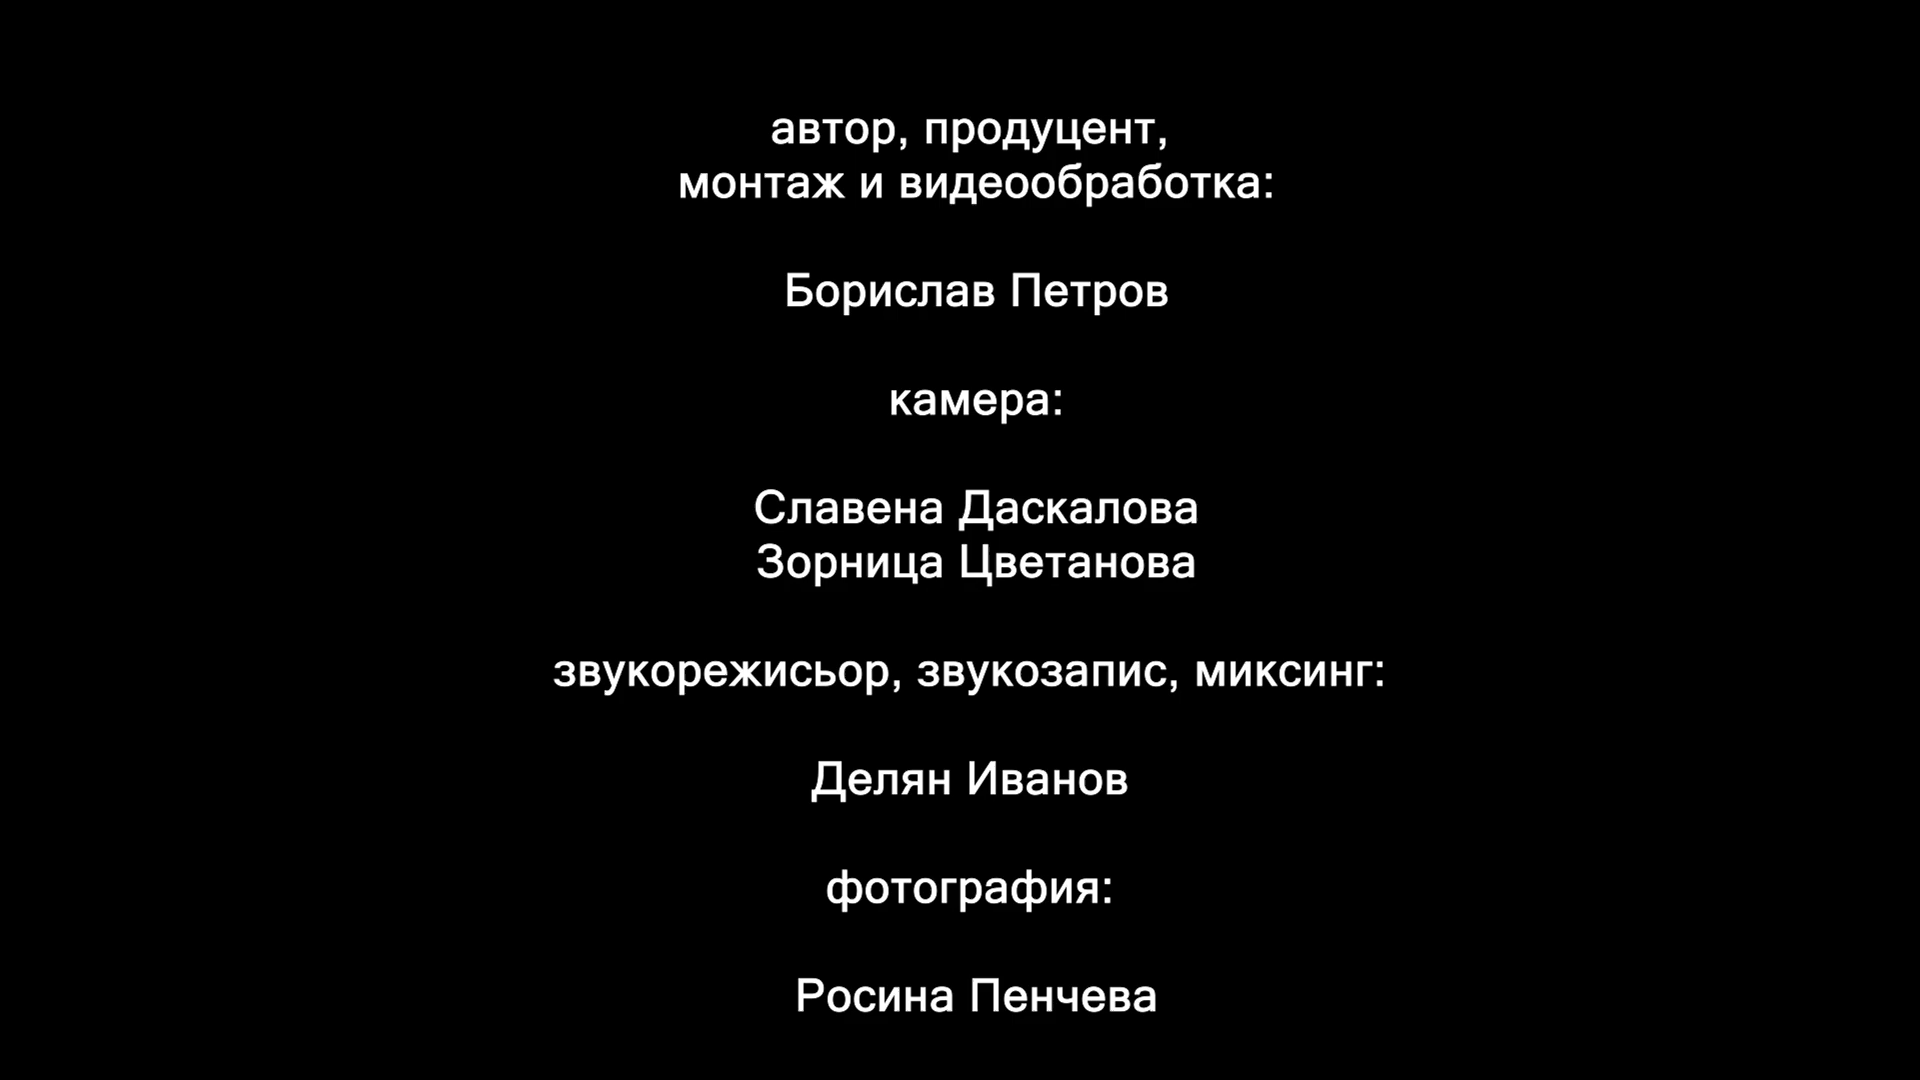 автор, продуцент,
монтаж и видеообработка:
Борислав Петров
камера:
Славена Даскалова
Зорница Цветанова
звукорежисьор, звукозапис, миксинг:
Делян Иванов
фотография:
Росина Пенчева